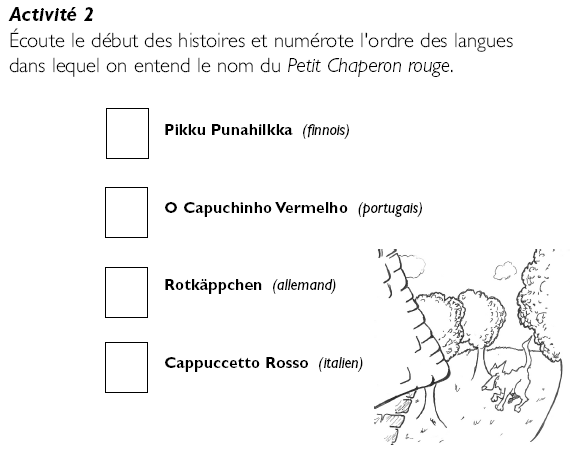 Activité 2
Écoute le début des histoires et numérote l'ordre des langues
dans lequel on entend le nom du Petit Chaperon rouge.
Pikku Punahilkka (finnois)
O Capuchinho Vermelho (portugais)
Rotkäppchen (allemand)
Cappuccetto Rosso (italien)